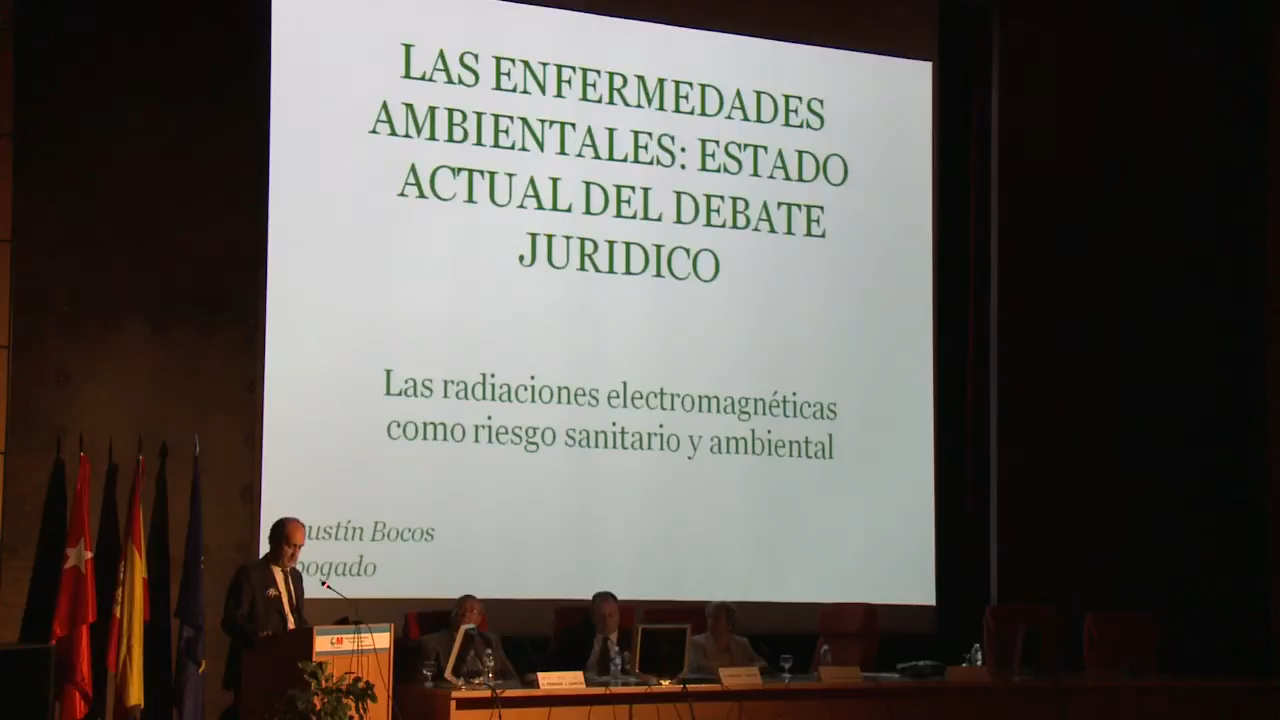 LAS ENFERMEDADES
AMBIENTALES: ESTADO
ACTUAL DEL DEBATE
JURIDICO
Las radiaciones electromagnéticas
como riesgo sanitario y ambiental
ustín Bocos
ogado